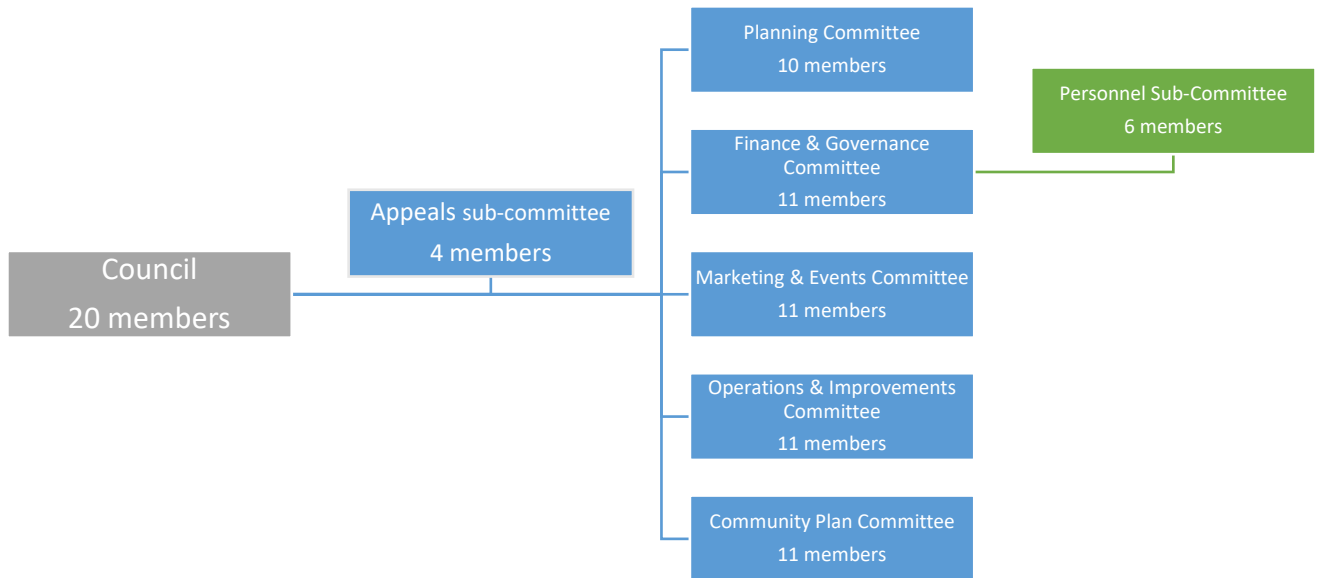 Council
20 members
Appeals sub-committee
4 members
Planning Committee
10 members
Finance & Governance
Committee
11 members
Marketing & Events Committee
11 members
Operations & Improvements
Committee
11 members
Community Plan Committee
11 members
Personnel Sub-Committee
6 members